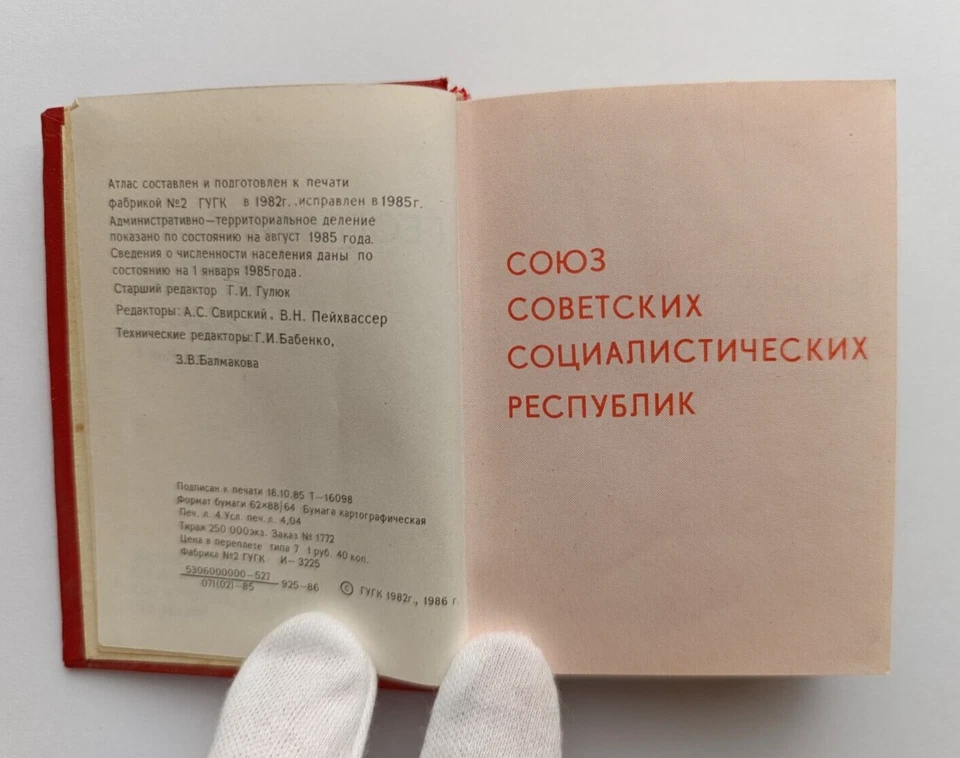 Атлас составлен и подготовлен к печати
фабрикой №2 ГУГК в 1982г.,исправлен в 1985г.
Административно-территориальное деление
показано по состоянию на август 1985 года.
Сведения о численности населения даны по
состоянию на 1 января 1985года.
Старший редактор Г.И. Гулюк
Редакторы: А.С. Свирский, В.Н. Пейхвассер
Технические редакторы:Г.И.Бабенко,
З.В.Балмакова
Подписан к печати 18.10.85 Т-16098
Формат бумаги 62×88/64 Бумага картографическая
Печ. л. 4.Усл. печ. л. 4,04
Тираж 250 000экз. Заказ № 1772
Цена в переплете типа 7 1 руб. 40 коп.
Фабрика №2 ГУГК И-3225
5306000000-527
071(02)-85
925-86
© ГУГК 1982г., 1986 г.
СОЮЗ
СОВЕТСКИХ
СОЦИАЛИСТИЧЕСКИХ
РЕСПУБЛИК